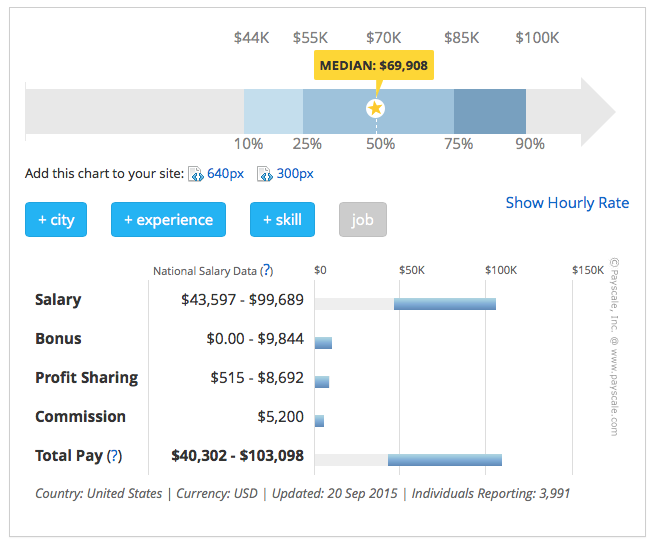 $44K $55K $70K $85K $100K
MEDIAN: $69,908
10% 25% 50% 75% 90%
Add this chart to your site: 640px 300px
Show Hourly Rate
+ city + experience + skill job
National Salary Data (?) $0 $50K $100K $150K
Salary $43,597 - $99,689
Bonus $0.00 - $9,844
Profit Sharing $515 - $8,692
Commission $5,200
Total Pay (?) $40,302 - $103,098
© Payscale, Inc. @ www.payscale.com
Country: United States | Currency: USD | Updated: 20 Sep 2015 | Individuals Reporting: 3,991